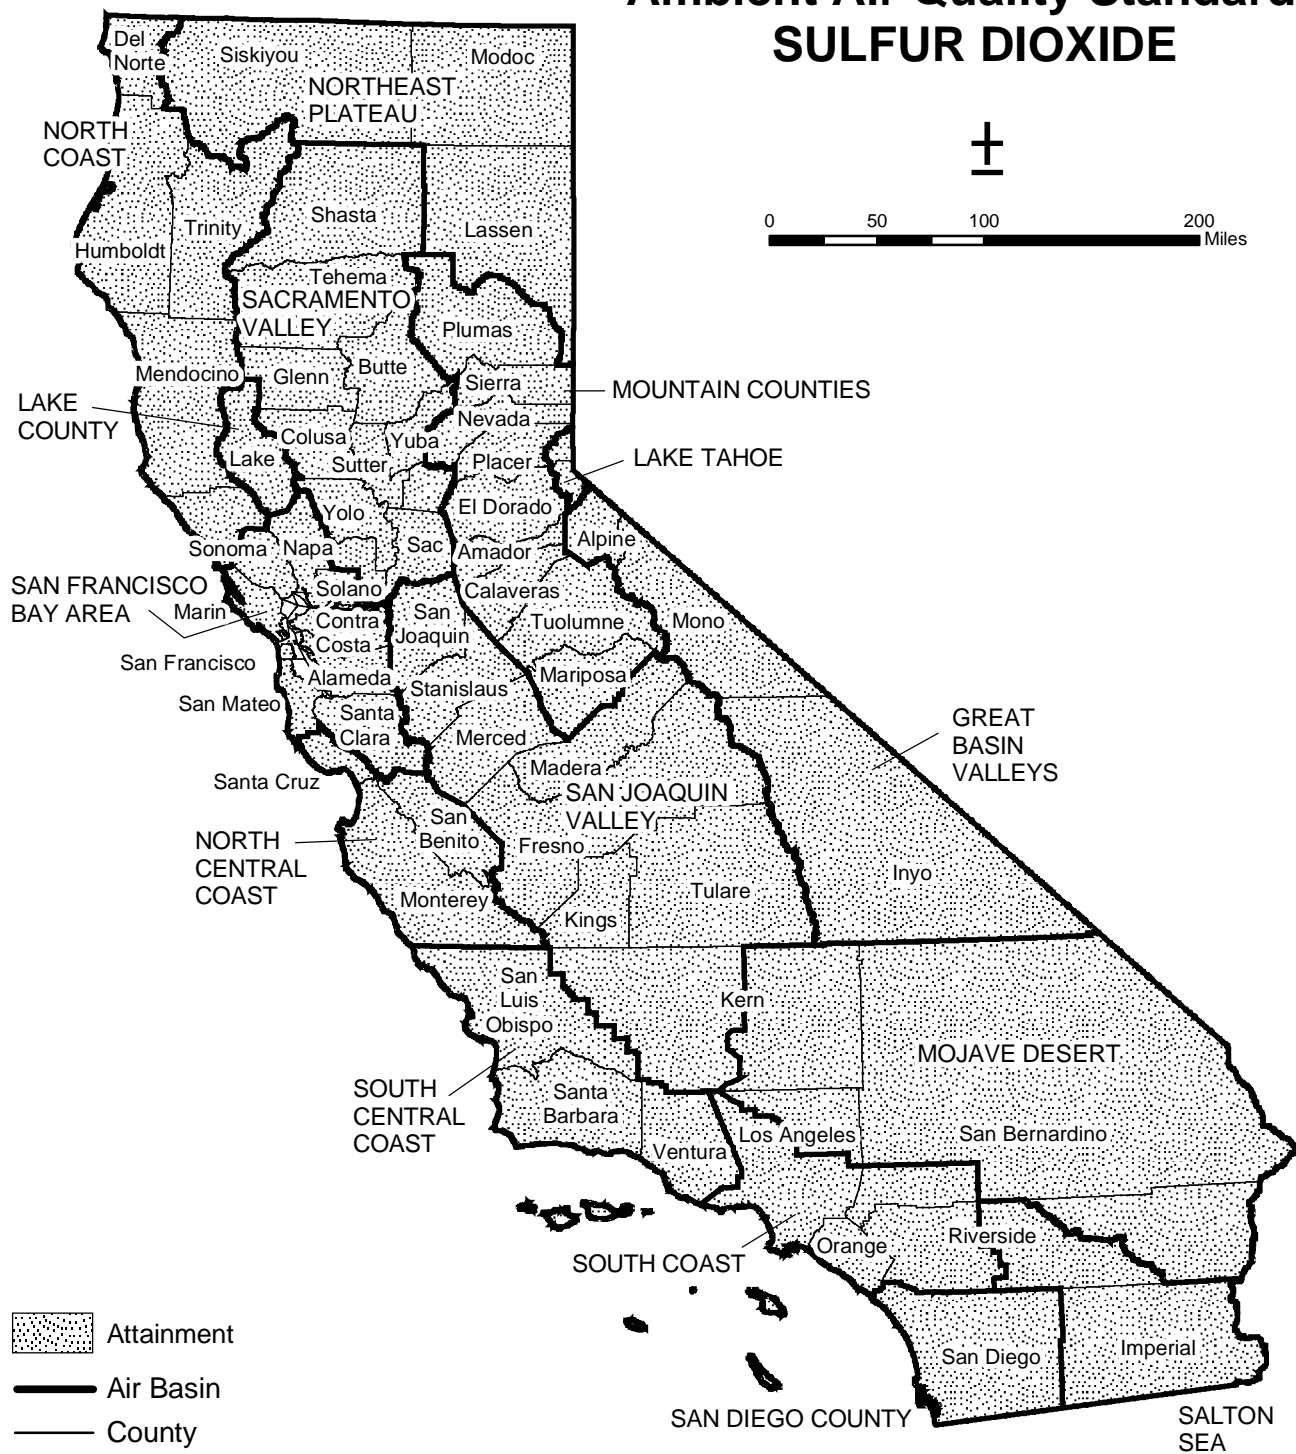 Ambient Air Quality Standard
SULFUR DIOXIDE
±
0 50 100 200
Miles
Del
Norte
Siskiyou
Modoc
NORTHEAST
PLATEAU
NORTH
COAST
Shasta
Trinity
Lassen
Humboldt
Tehema
SACRAMENTO
VALLEY
Plumas
Butte
Mendocino
Glenn
Sierra
MOUNTAIN COUNTIES
LAKE
COUNTY
Nevada
Colusa
Yuba
Lake
Sutter
Placer
LAKE TAHOE
Yolo
El Dorado
Sonoma
Napa
Sac
Amador
Alpine
SAN FRANCISCO
BAY AREA
Solano
Calaveras
Marin
Contra
Costa
San
Joaquin
Tuolumne
Mono
San Francisco
Alameda
Stanislaus
Mariposa
San Mateo
Santa
Clara
Merced
GREAT
BASIN
VALLEYS
Santa Cruz
Madera
SAN JOAQUIN
VALLEY
San
Benito
NORTH
CENTRAL
COAST
Fresno
Inyo
Monterey
Tulare
Kings
San
Luis
Obispo
Kern
MOJAVE DESERT
SOUTH
CENTRAL
COAST
Santa
Barbara
Ventura
Los Angeles
San Bernardino
Orange
Riverside
SOUTH COAST
San Diego
Imperial
SAN DIEGO COUNTY
SALTON
SEA
Attainment
Air Basin
County